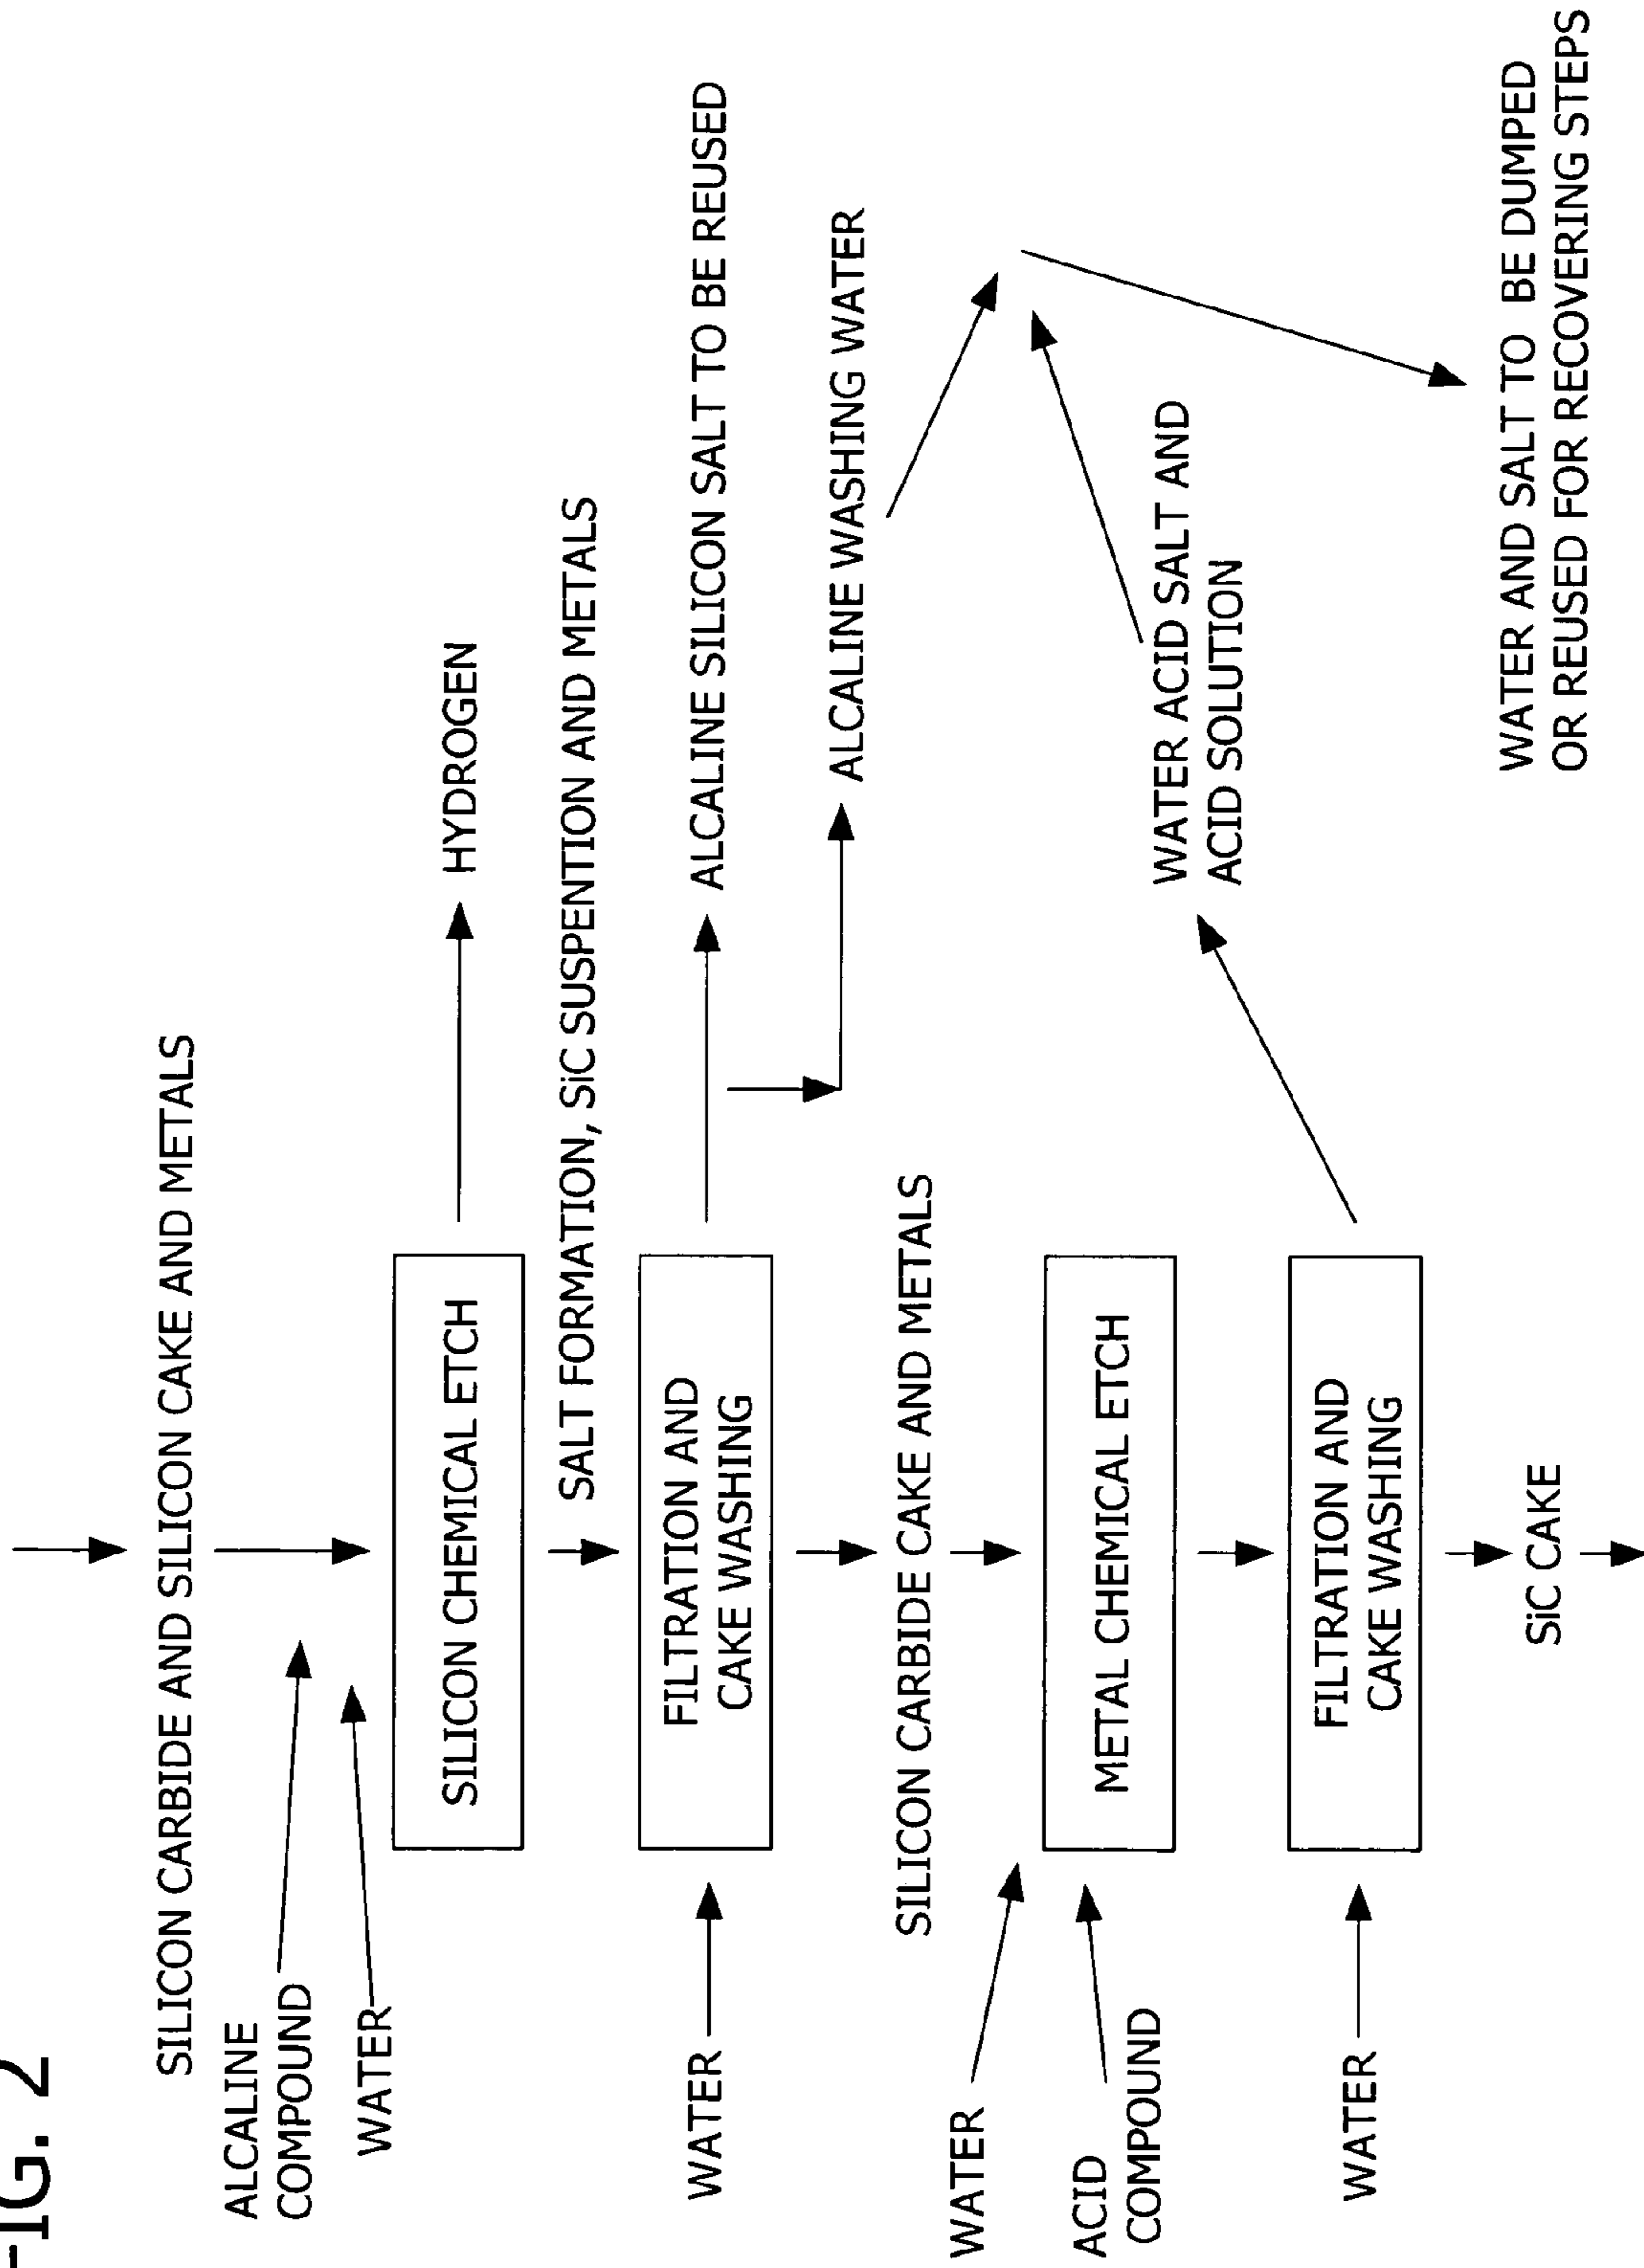 FIG. 2
SILICON CARBIDE AND SILICON CAKE AND METALS
ALCALINE
COMPOUND
WATER
SILICON CHEMICAL ETCH
HYDROGEN
SALT FORMATION, SiC SUSPENTION AND METALS
WATER
FILTRATION AND
CAKE WASHING
ALCALINE SILICON SALT TO BE REUSED
ALCALINE WASHING WATER
SILICON CARBIDE CAKE AND METALS
WATER
ACID
COMPOUND
METAL CHEMICAL ETCH
WATER ACID SALT AND
ACID SOLUTION
WATER
FILTRATION AND
CAKE WASHING
SiC CAKE
WATER AND SALT TO BE DUMPED
OR REUSED FOR RECOVERING STEPS